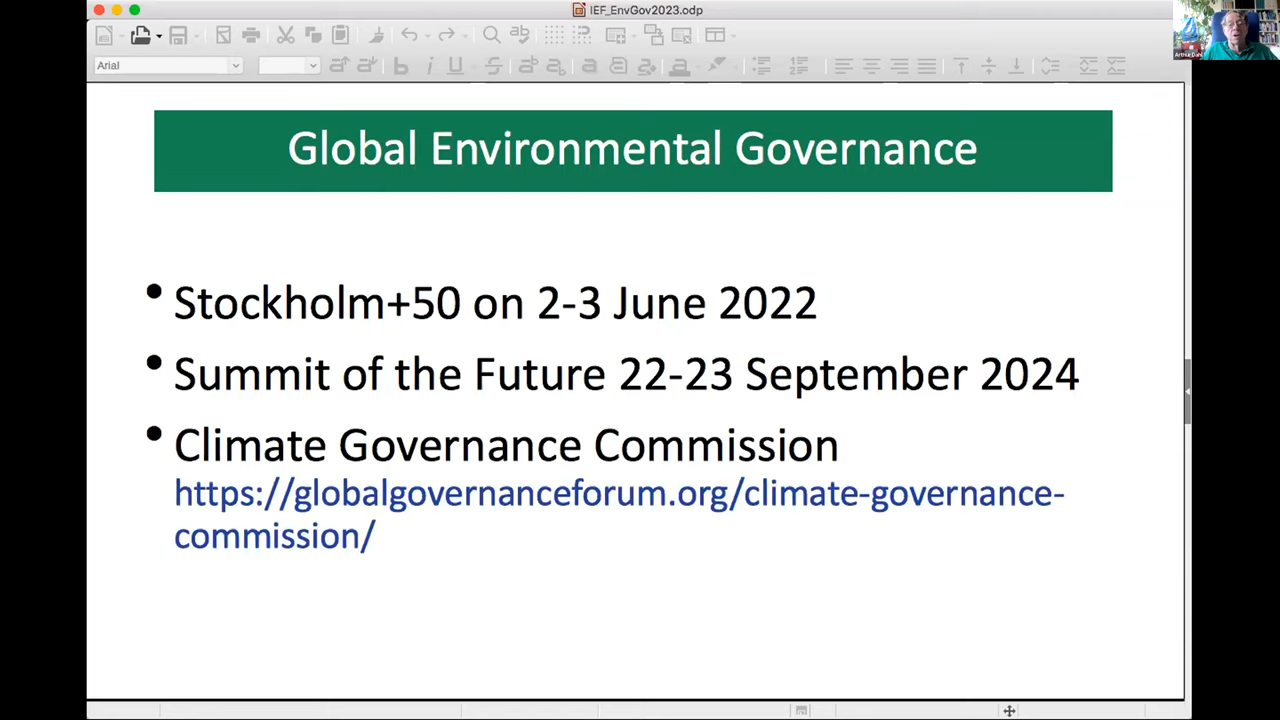 IEF_EnvGov2023.odp
Arial
Global Environmental Governance
• Stockholm+50 on 2-3 June 2022
• Summit of the Future 22-23 September 2024
• Climate Governance Commission
https://globalgovernanceforum.org/climate-governance-
commission/